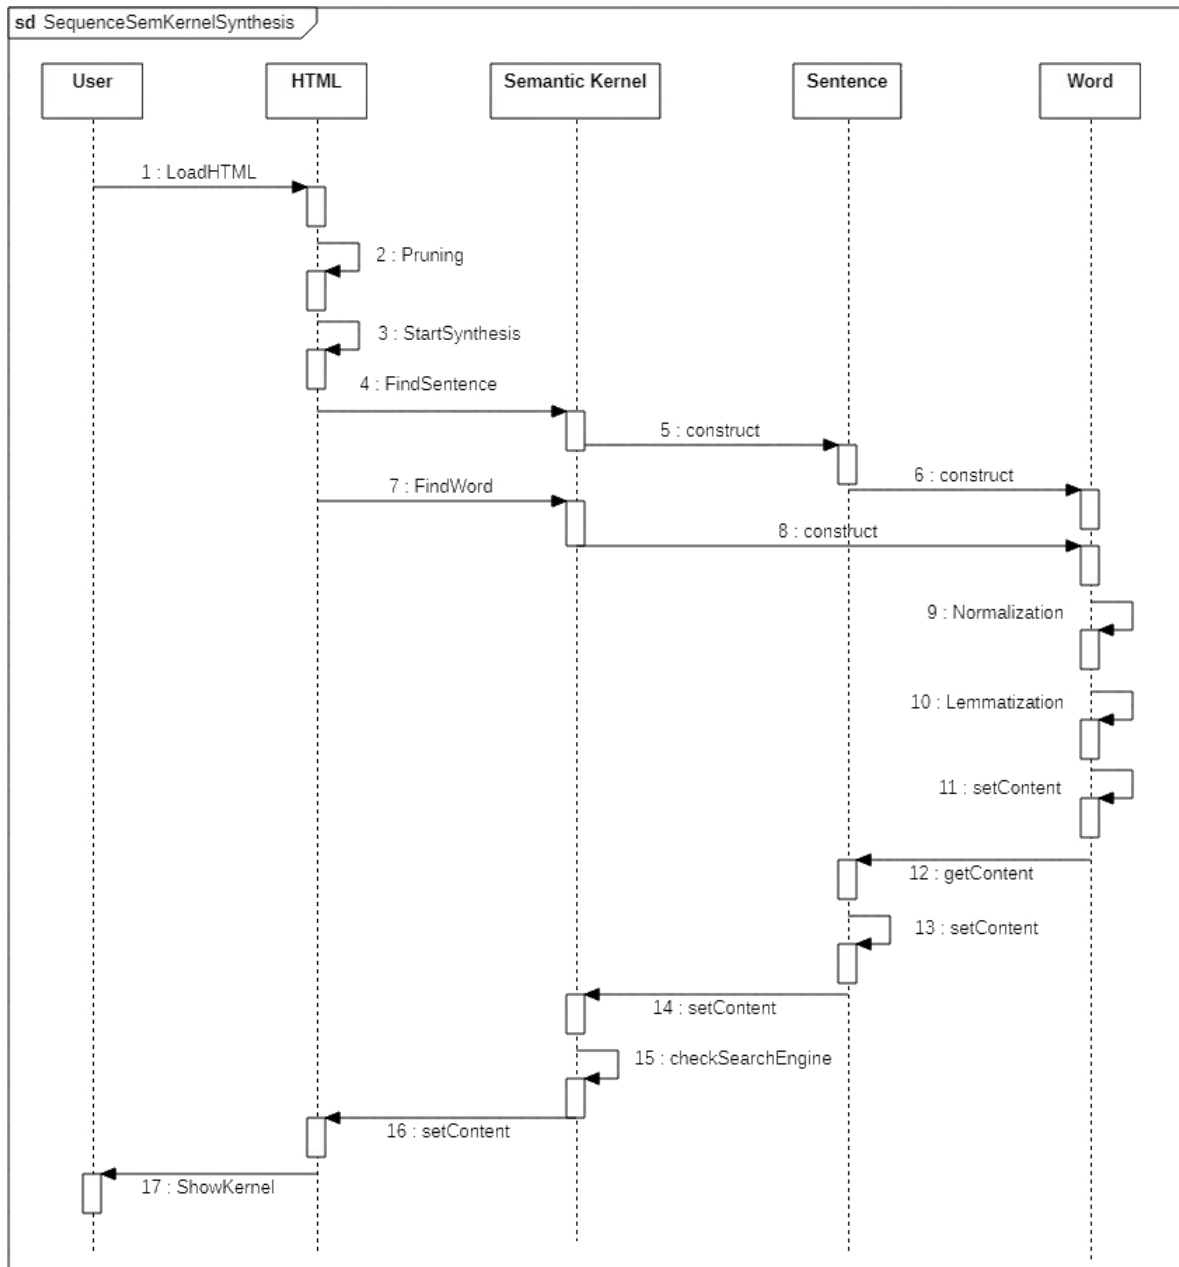 sd SequenceSemKernelSynthesis
User
HTML
Semantic Kernel
Sentence
Word
1 : LoadHTML
2 : Pruning
3 : StartSynthesis
4 : FindSentence
5 : construct
6 : construct
7 : FindWord
8 : construct
9 : Normalization
10 : Lemmatization
11 : setContent
12 : getContent
13 : setContent
14 : setContent
15 : checkSearchEngine
16 : setContent
17 : ShowKernel